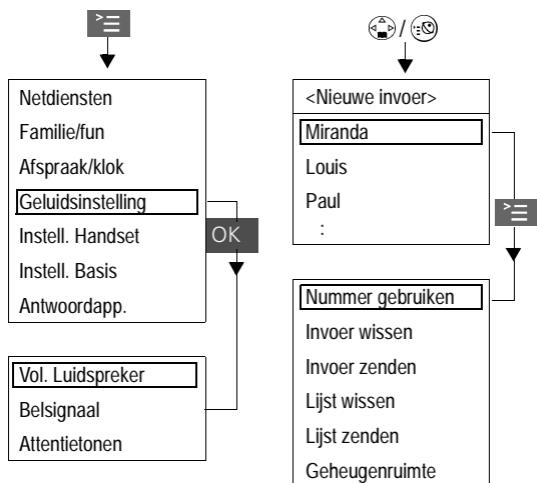 Netdiensten
Familie/fun
Afspraak/klok
Geluidsinstelling
Instell. Handset
OK
Instell. Basis
Antwoordapp.
Vol. Luidspreker
Belsignaal
Attentietonen
/
<Nieuwe invoer>
Miranda
Louis
Paul
:
Nummer gebruiken
Invoer wissen
Invoer zenden
Lijst wissen
Lijst zenden
Geheugenruimte